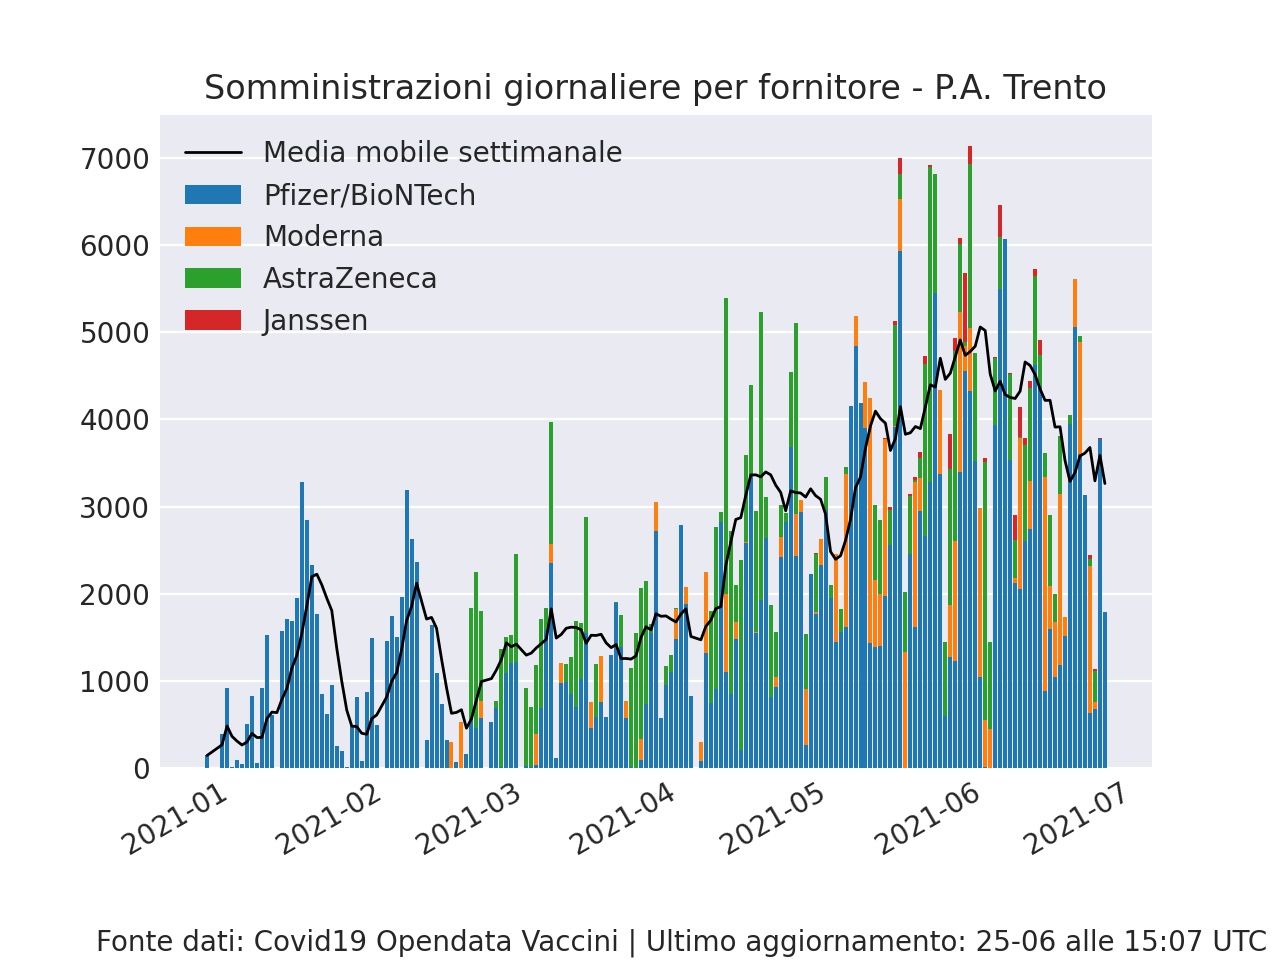 Somministrazioni giornaliere per fornitore - P.A. Trento
Media mobile settimanale
Pfizer/BioNTech
Moderna
AstraZeneca
Janssen
7000
6000
5000
4000
3000
2000
1000
0
2021-01
2021-02
2021-03
2021-04
2021-05
2021-06
2021-07
Fonte dati: Covid19 Opendata Vaccini | Ultimo aggiornamento: 25-06 alle 15:07 UTC